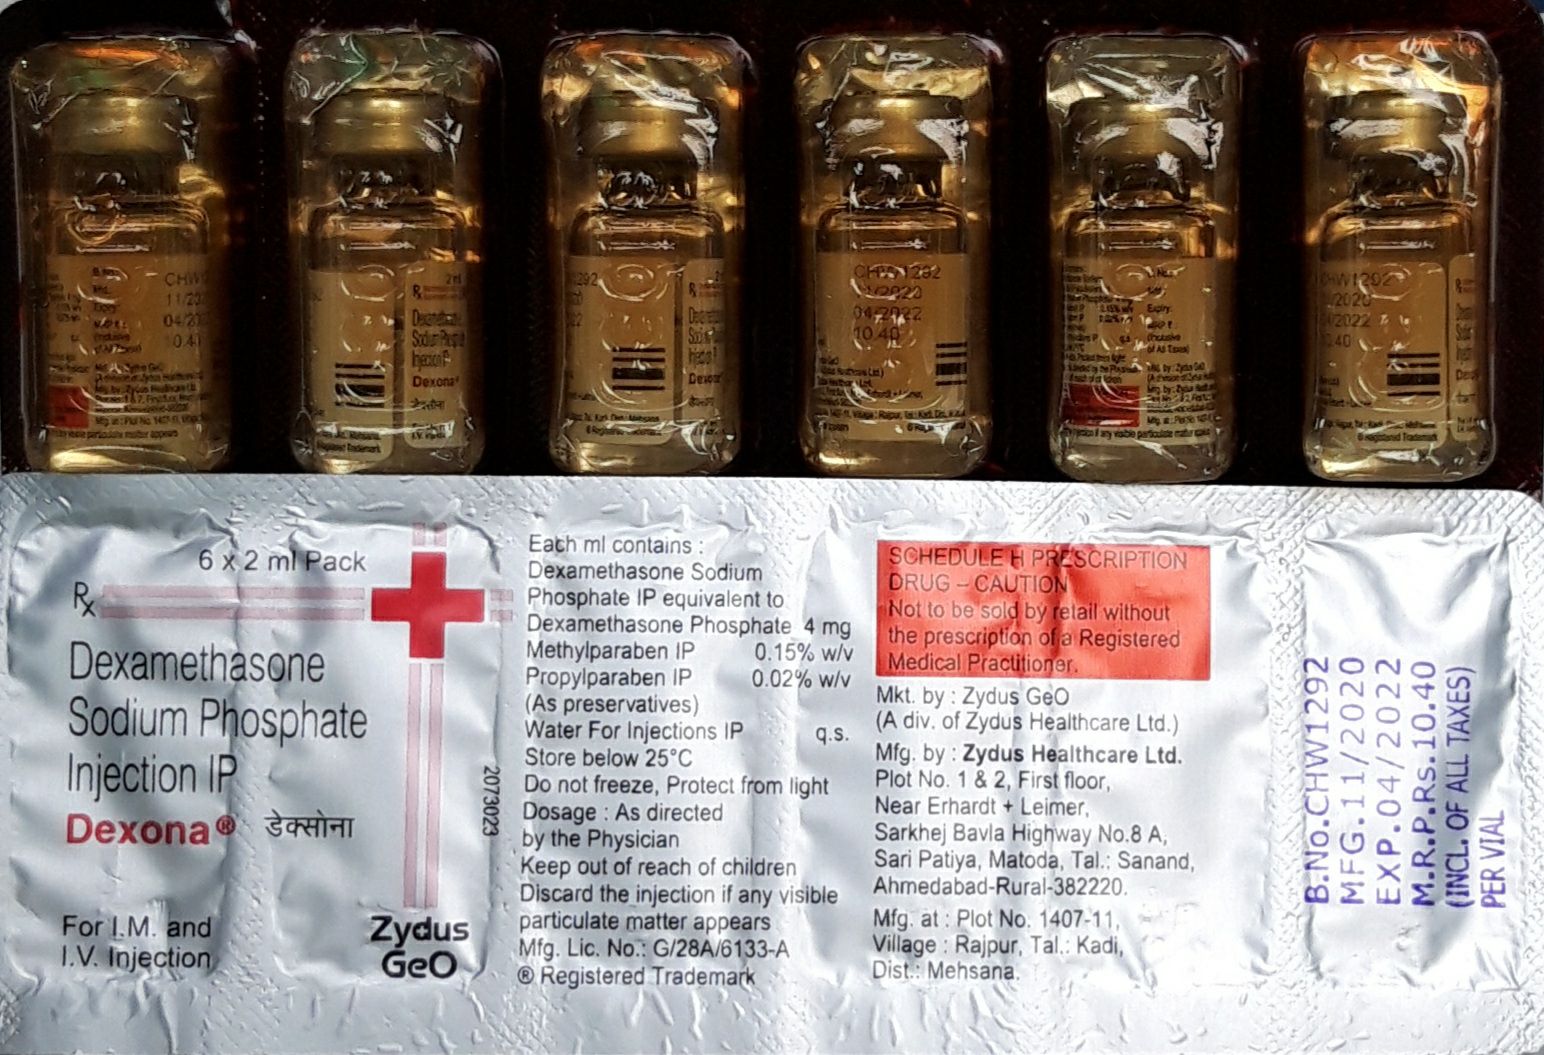 CHW1292
11/2020
04/2022
10.40
6 x 2 ml Pack
Rx
Dexamethasone
Sodium Phosphate
Injection IP
Dexona® डेक्सोना
For I.M. and
I.V. Injection
Zydus
GeO
2073023
Each ml contains :
Dexamethasone Sodium
Phosphate IP equivalent to
Dexamethasone Phosphate 4 mg
Methylparaben IP 0.15% w/v
Propylparaben IP 0.02% w/v
(As preservatives)
Water For Injections IP q.s.
Store below 25°C
Do not freeze, Protect from light
Dosage : As directed
by the Physician
Keep out of reach of children
Discard the injection if any visible
particulate matter appears
Mfg. Lic. No.: G/28A/6133-A
® Registered Trademark
SCHEDULE H PRESCRIPTION
DRUG – CAUTION
Not to be sold by retail without
the prescription of a Registered
Medical Practitioner.
Mkt. by : Zydus GeO
(A div. of Zydus Healthcare Ltd.)
Mfg. by : Zydus Healthcare Ltd.
Plot No. 1 & 2, First floor,
Near Erhardt + Leimer,
Sarkhej Bavla Highway No.8 A,
Sari Patiya, Matoda, Tal.: Sanand,
Ahmedabad-Rural-382220.
Mfg. at : Plot No. 1407-11,
Village : Rajpur, Tal.: Kadi,
Dist.: Mehsana.
B.No.CHW1292
MFG.11/2020
EXP.04/2022
M.R.P.Rs.10.40
(INCL. OF ALL TAXES)
PER VIAL